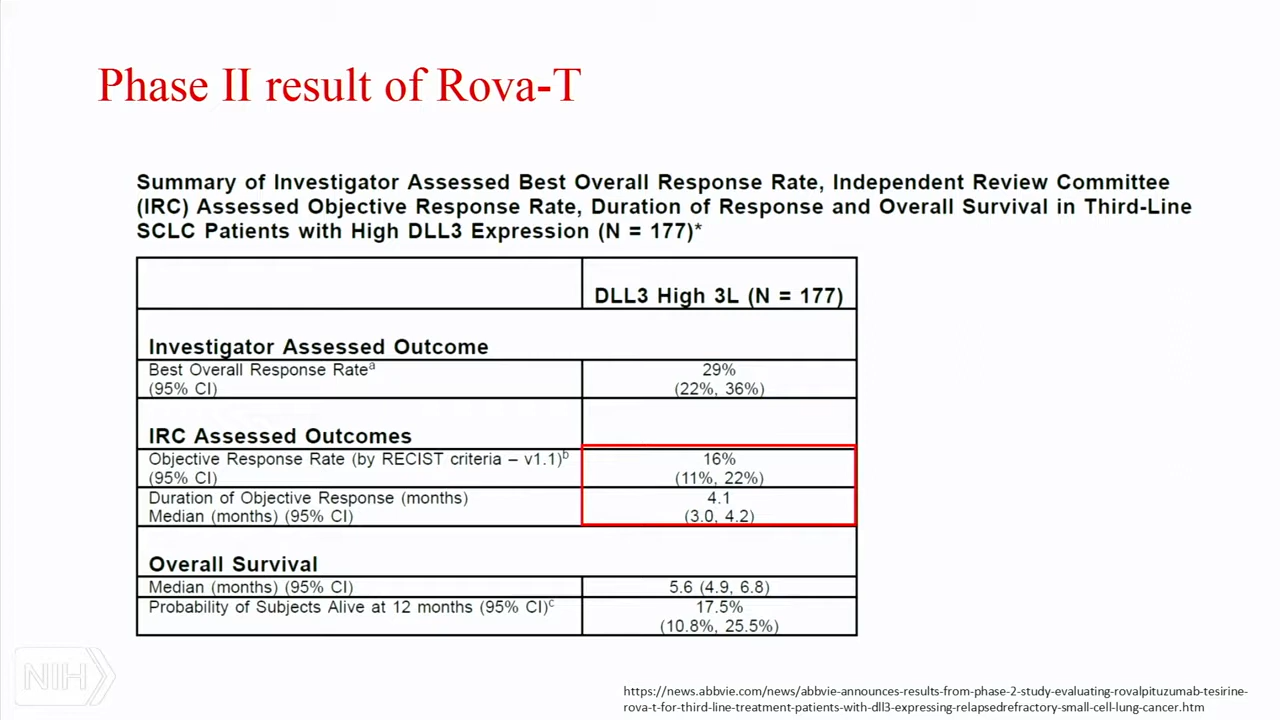 Phase II result of Rova-T
Summary of Investigator Assessed Best Overall Response Rate, Independent Review Committee
(IRC) Assessed Objective Response Rate, Duration of Response and Overall Survival in Third-Line
SCLC Patients with High DLL3 Expression (N = 177)*
DLL3 High 3L (N = 177)
Investigator Assessed Outcome
Best Overall Response Rateᵃ 29%
(95% CI) (22%, 36%)
IRC Assessed Outcomes
Objective Response Rate (by RECIST criteria – v1.1)ᵇ 16%
(95% CI) (11%, 22%)
Duration of Objective Response (months) 4.1
Median (months) (95% CI) (3.0, 4.2)
Overall Survival
Median (months) (95% CI) 5.6 (4.9, 6.8)
Probability of Subjects Alive at 12 months (95% CI)ᶜ 17.5%
(10.8%, 25.5%)
NIH
https://news.abbvie.com/news/abbvie-announces-results-from-phase-2-study-evaluating-rovalpituzumab-tesirine-
rova-t-for-third-line-treatment-patients-with-dll3-expressing-relapsedrefractory-small-cell-lung-cancer.htm